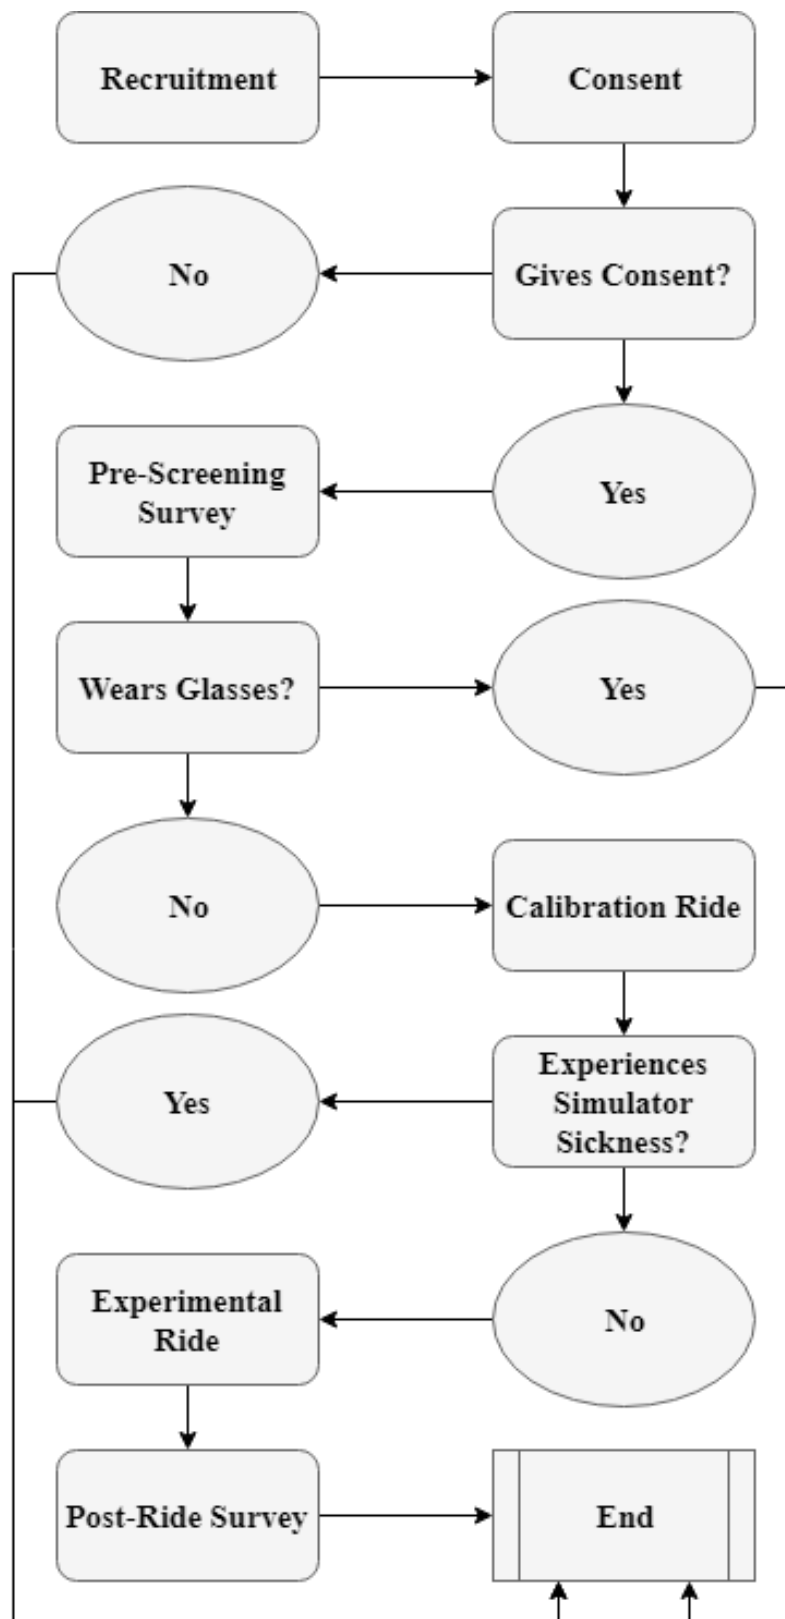 Recruitment
Consent
No
Gives Consent?
Pre-Screening
Survey
Yes
Wears Glasses?
Yes
No
Calibration Ride
Yes
Experiences
Simulator
Sickness?
Experimental
Ride
No
Post-Ride Survey
End